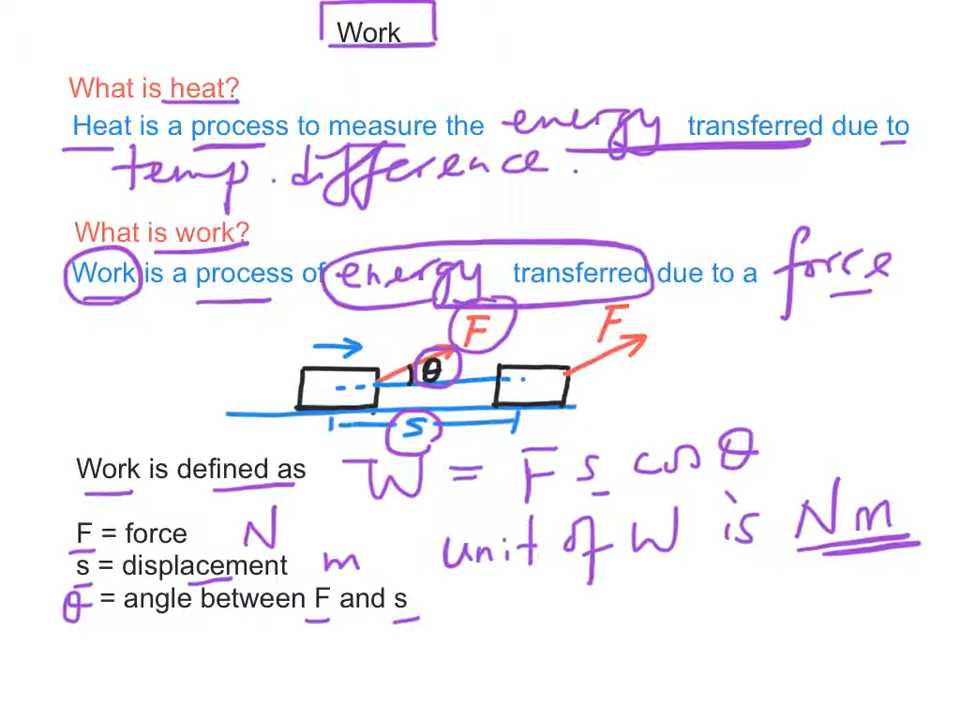 Work
What is heat?
Heat is a process to measure the energy transferred due to
temp. difference.
What is work?
Work is a process of energy transferred due to a force
F
F
θ
s
Work is defined as W = F s cos θ
F = force N
unit of W is Nm
s = displacement m
θ = angle between F and s